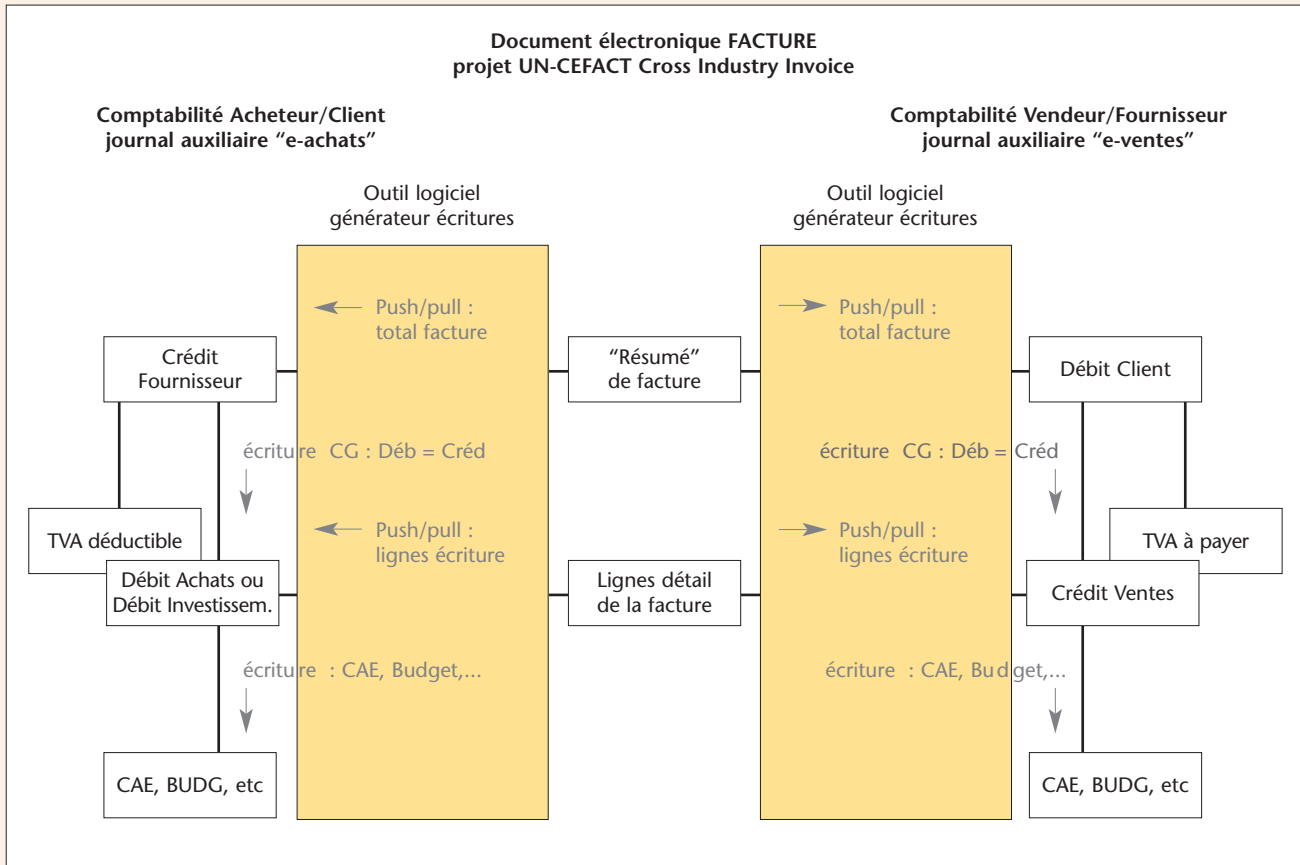 Document électronique FACTURE
projet UN-CEFACT Cross Industry Invoice
Comptabilité Acheteur/Client
journal auxiliaire “e-achats”
Comptabilité Vendeur/Fournisseur
journal auxiliaire “e-ventes”
Outil logiciel
générateur écritures
Outil logiciel
générateur écritures
Push/pull :
total facture
Push/pull :
total facture
Crédit
Fournisseur
“Résumé”
de facture
Débit Client
écriture CG : Déb = Créd
écriture CG : Déb = Créd
TVA déductible
Push/pull :
lignes écriture
Push/pull :
lignes écriture
TVA à payer
Débit Achats ou
Débit Investissem.
Lignes détail
de la facture
Crédit Ventes
écriture : CAE, Budget,...
écriture : CAE, Budget,...
CAE, BUDG, etc
CAE, BUDG, etc